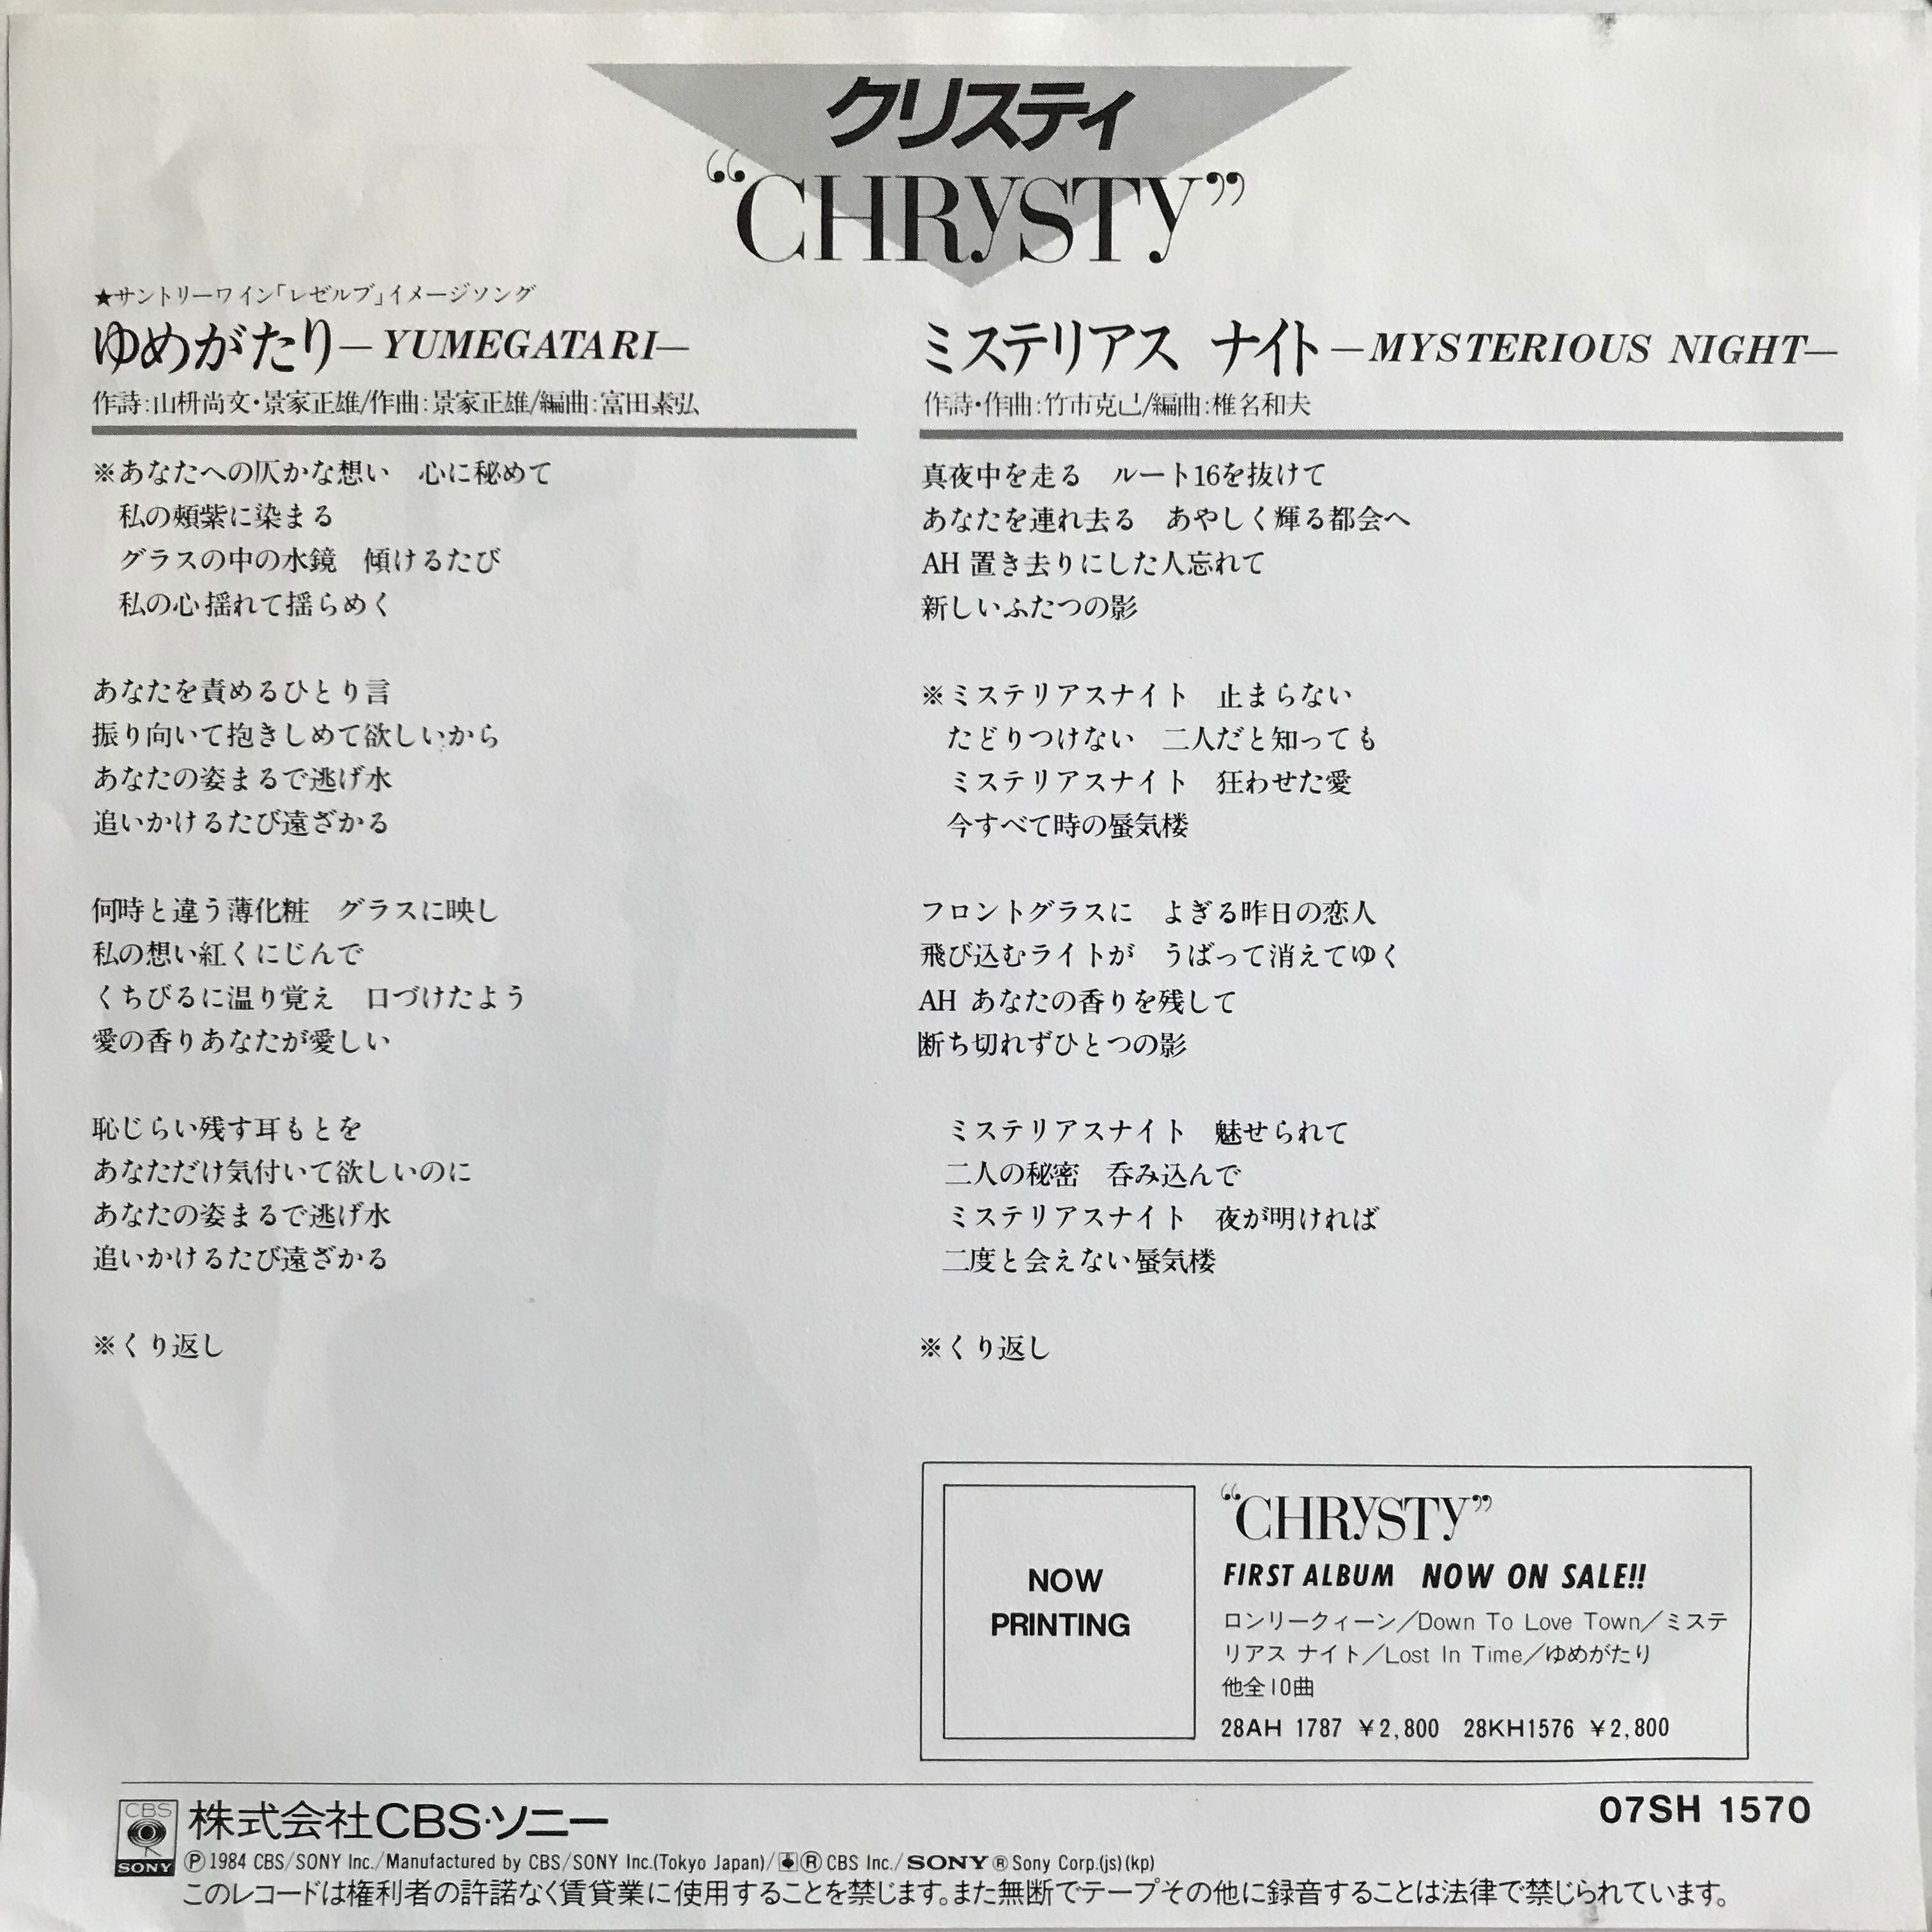 クリスティ
“CHRYSTY”
★サントリーワイン「レゼルブ」イメージソング
ゆめがたり—YUMEGATARI—
作詩:山枡尚文・景家正雄/作曲:景家正雄/編曲:富田素弘
※あなたへの仄かな想い　心に秘めて
私の頬紫に染まる
グラスの中の水鏡　傾けるたび
私の心揺れて揺らめく
あなたを責めるひとり言
振り向いて抱きしめて欲しいから
あなたの姿まるで逃げ水
追いかけるたび遠ざかる
何時と違う薄化粧　グラスに映し
私の想い紅くにじんで
くちびるに温り覚え　口づけたよう
愛の香りあなたが愛しい
恥じらい残す耳もとを
あなただけ気付いて欲しいのに
あなたの姿まるで逃げ水
追いかけるたび遠ざかる
※くり返し
ミステリアス ナイト—MYSTERIOUS NIGHT—
作詩・作曲:竹市克己/編曲:椎名和夫
真夜中を走る　ルート16を抜けて
あなたを連れ去る　あやしく輝る都会へ
AH 置き去りにした人忘れて
新しいふたつの影
※ミステリアスナイト　止まらない
たどりつけない　二人だと知っても
ミステリアスナイト　狂わせた愛
今すべて時の蜃気楼
フロントグラスに　よぎる昨日の恋人
飛び込むライトが　うばって消えてゆく
AH あなたの香りを残して
断ち切れずひとつの影
ミステリアスナイト　魅せられて
二人の秘密　呑み込んで
ミステリアスナイト　夜が明ければ
二度と会えない蜃気楼
※くり返し
NOW
PRINTING
“CHRYSTY”
FIRST ALBUM NOW ON SALE!!
ロンリークィーン／Down To Love Town／ミステ
リアス ナイト／Lost In Time／ゆめがたり
他全10曲
28AH 1787 ¥2,800 28KH1576 ¥2,800
CBS
SONY
株式会社CBS・ソニー
07SH 1570
Ⓟ1984 CBS/SONY Inc./Manufactured by CBS/SONY Inc.(Tokyo Japan)/®CBS Inc./SONY®Sony Corp.(js)(kp)
このレコードは権利者の許諾なく賃貸業に使用することを禁じます。また無断でテープその他に録音することは法律で禁じられています。